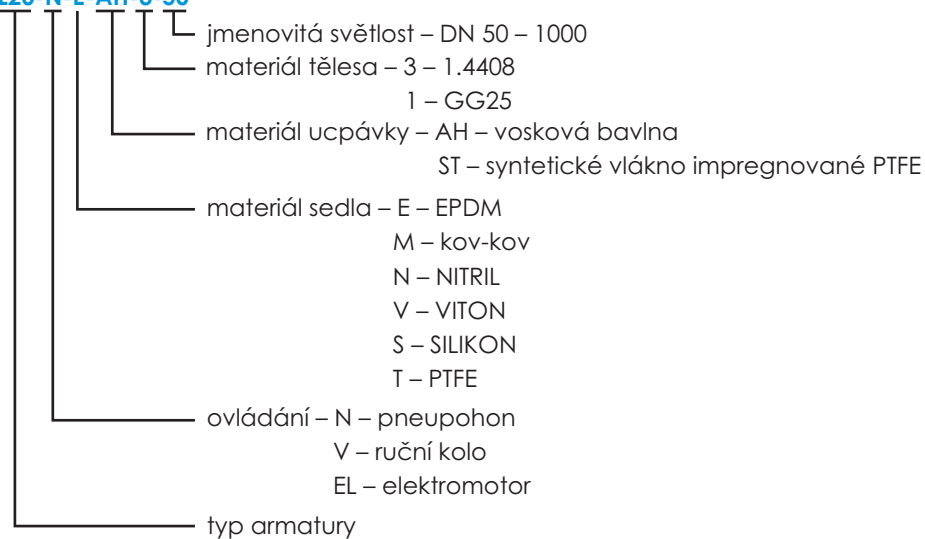 jmenovitá světlost – DN 50 – 1000
materiál tělesa – 3 – 1.4408
1 – GG25
materiál ucpávky – AH – vosková bavlna
ST – syntetické vlákno impregnované PTFE
materiál sedla – E – EPDM
M – kov-kov
N – NITRIL
V – VITON
S – SILIKON
T – PTFE
ovládání – N – pneupohon
V – ruční kolo
EL – elektromotor
typ armatury